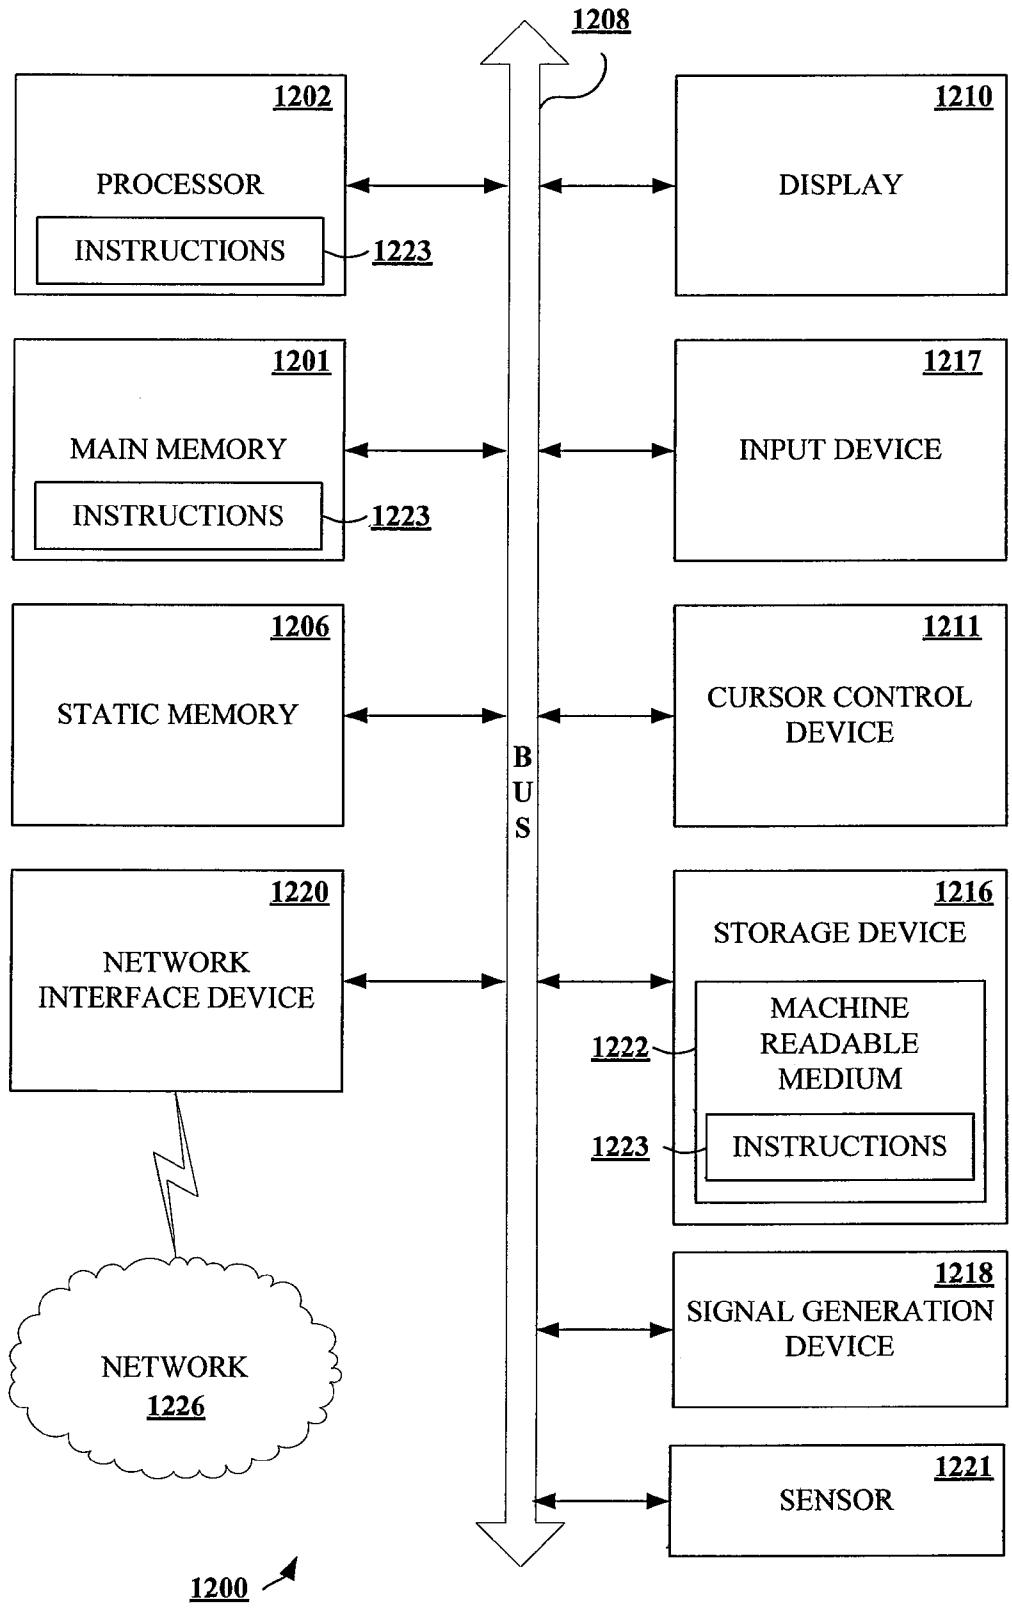 1208
1202
PROCESSOR
INSTRUCTIONS
1223
1201
MAIN MEMORY
INSTRUCTIONS
1223
1206
STATIC MEMORY
1220
NETWORK
INTERFACE DEVICE
NETWORK
1226
1200
B
U
S
1210
DISPLAY
1217
INPUT DEVICE
1211
CURSOR CONTROL
DEVICE
1216
STORAGE DEVICE
1222
MACHINE
READABLE
MEDIUM
1223
INSTRUCTIONS
1218
SIGNAL GENERATION
DEVICE
1221
SENSOR